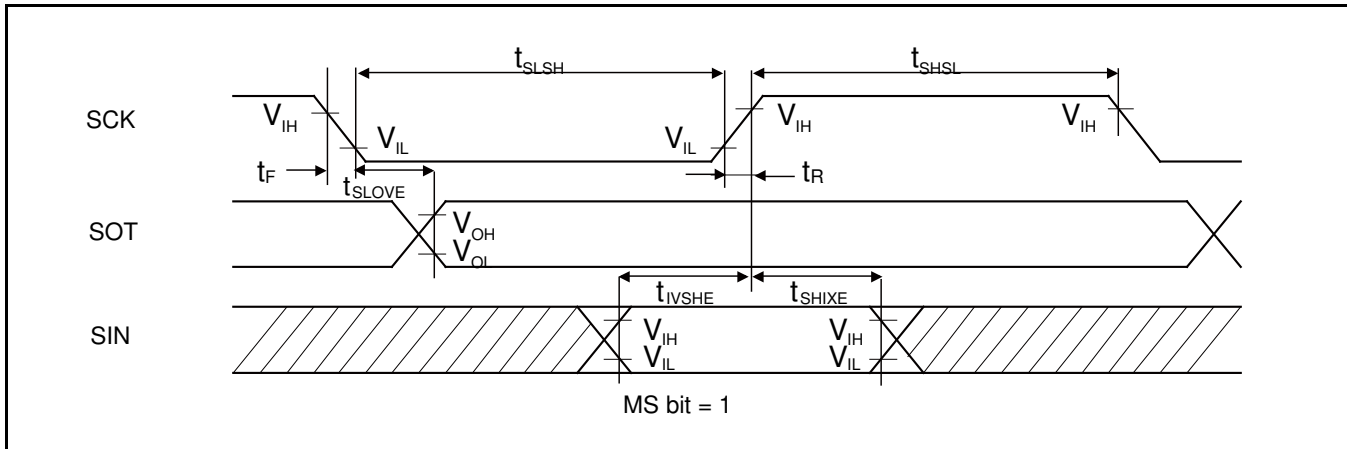 tSLSH tSHSL
SCK VIH VIL VIL VIH VIH
tF tSLOVE tR
SOT VOH
VOL
tIVSHE tSHIXE
SIN VIH VIH
VIL VIL
MS bit = 1